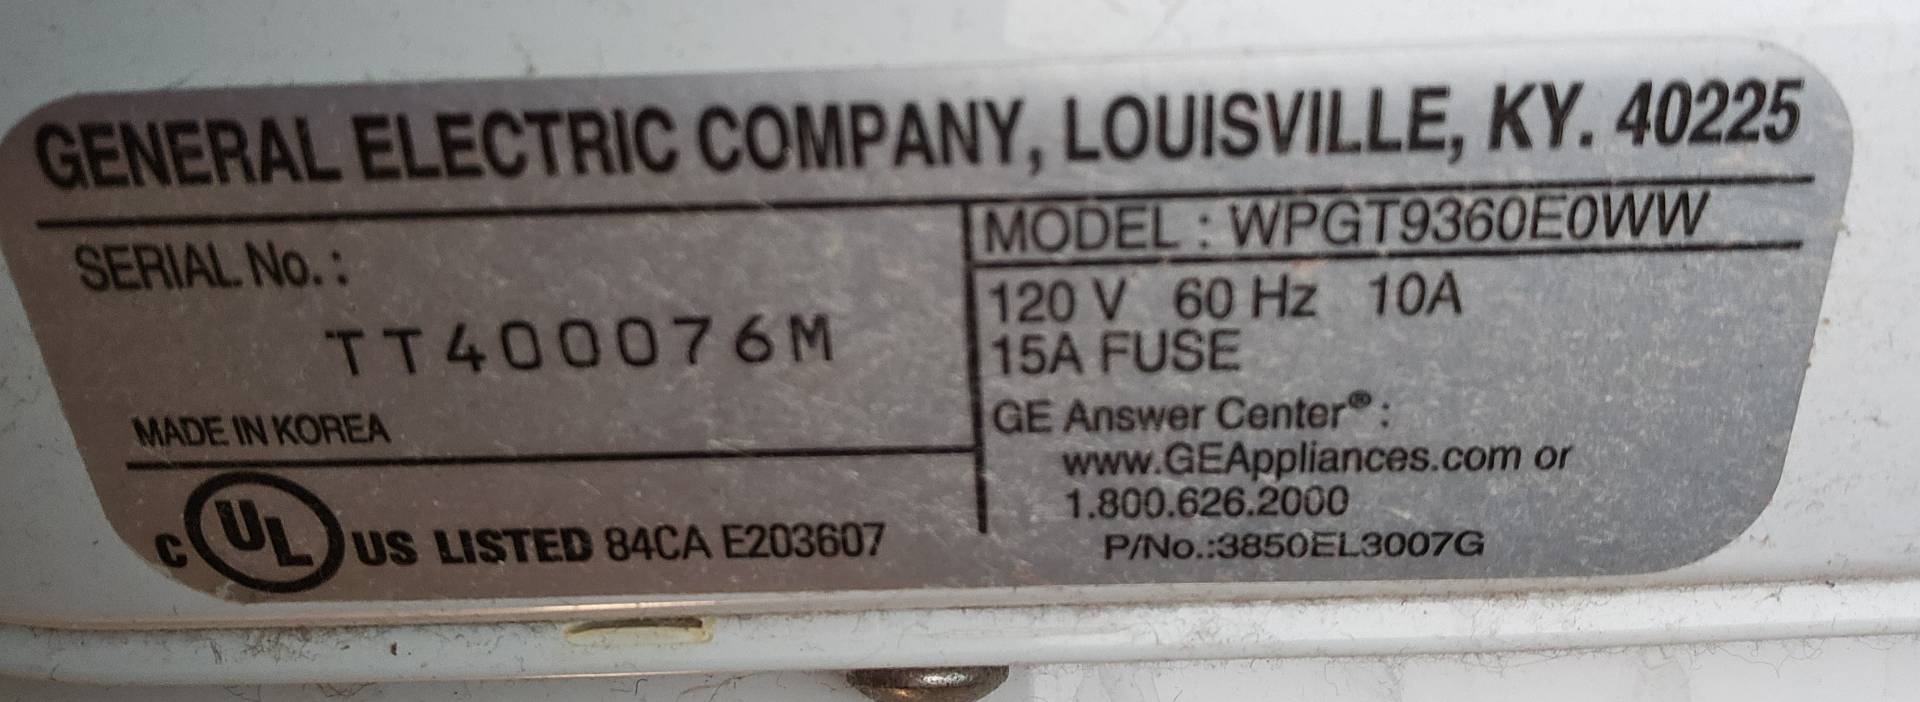 GENERAL ELECTRIC COMPANY, LOUISVILLE, KY. 40225
SERIAL No. :
TT400076M
MADE IN KOREA
C UL US LISTED 84CA E203607
MODEL : WPGT9360E0WW
120 V 60 Hz 10A
15A FUSE
GE Answer Center® :
www.GEAppliances.com or
1.800.626.2000
P/No.:3850EL3007G